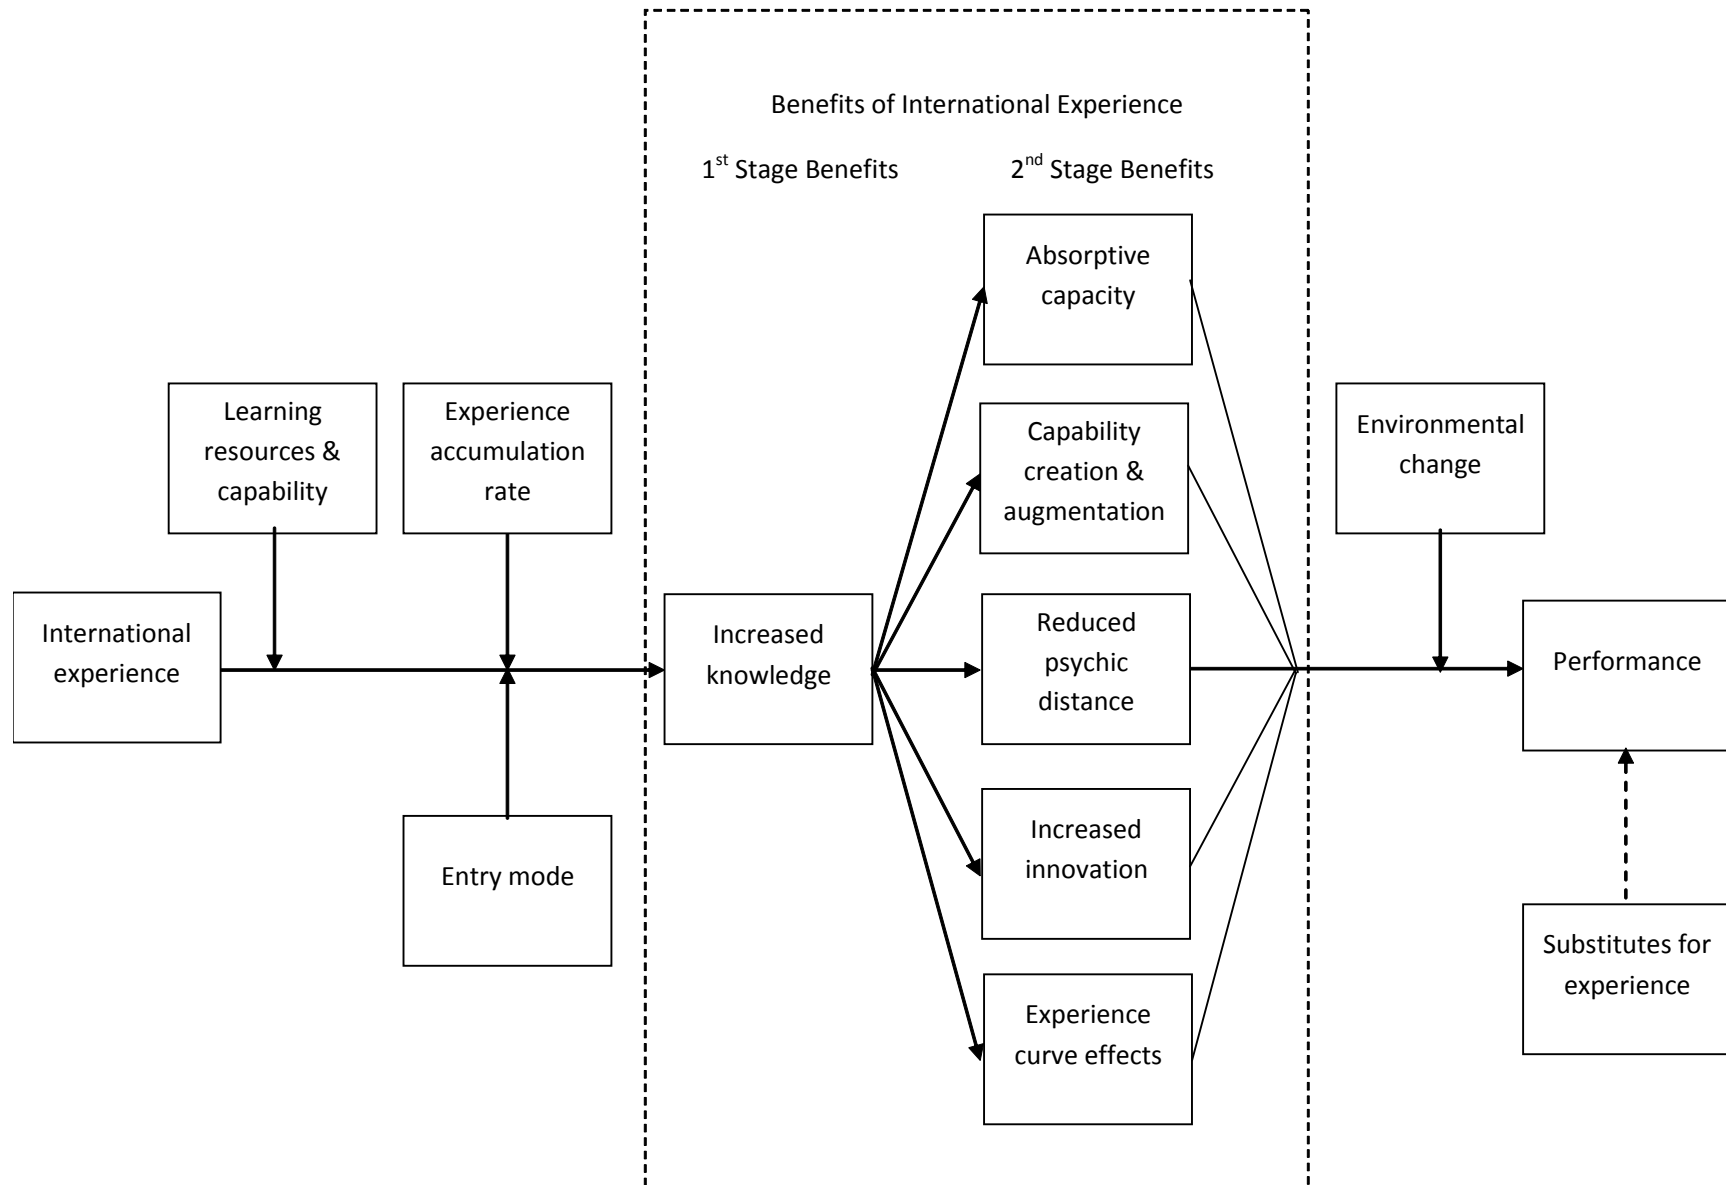 Benefits of International Experience
1st Stage Benefits
2nd Stage Benefits
Absorptive
capacity
Learning
resources &
capability
Experience
accumulation
rate
Capability
creation &
augmentation
Environmental
change
International
experience
Increased
knowledge
Reduced
psychic
distance
Performance
Entry mode
Increased
innovation
Substitutes for
experience
Experience
curve effects